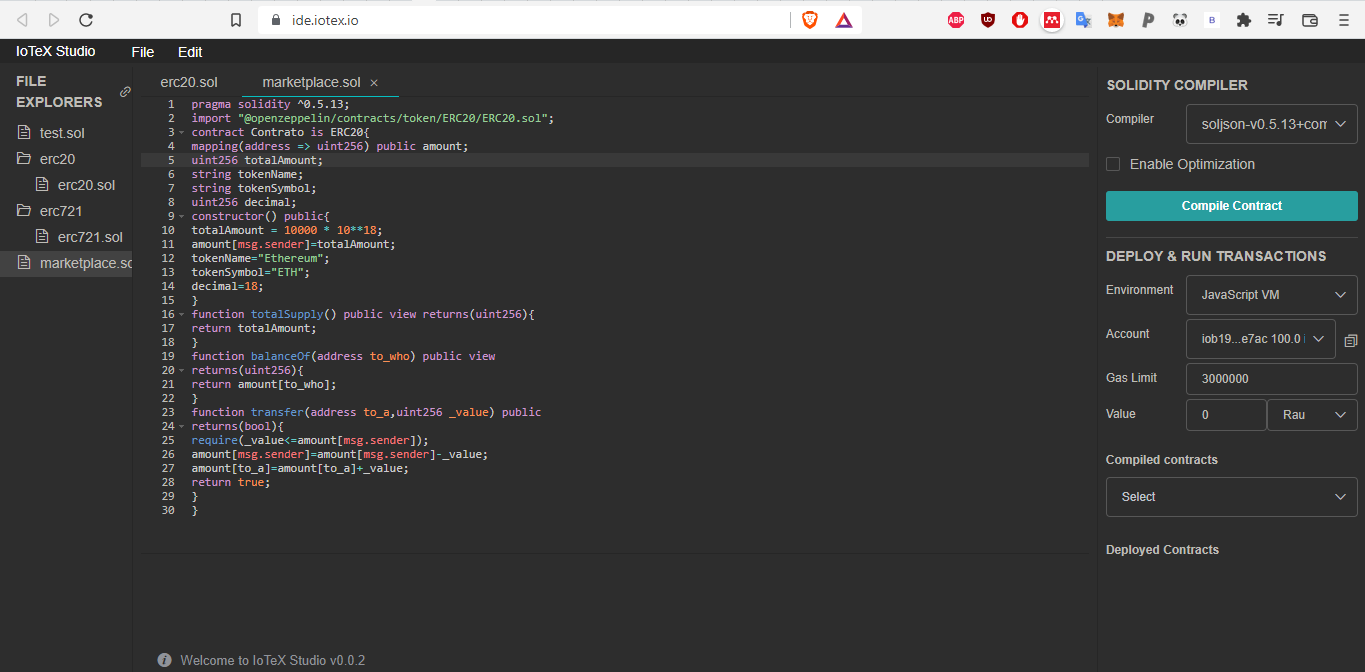 ide.iotex.io
ABP
UD
B
IoTeX Studio File Edit
FILE
EXPLORERS
test.sol
erc20
erc20.sol
erc721
erc721.sol
marketplace.so
erc20.sol marketplace.sol ×
1 pragma solidity ^0.5.13;
2 import "@openzeppelin/contracts/token/ERC20/ERC20.sol";
3 contract Contrato is ERC20{
4 mapping(address => uint256) public amount;
5 uint256 totalAmount;
6 string tokenName;
7 string tokenSymbol;
8 uint256 decimal;
9 constructor() public{
10 totalAmount = 10000 * 10**18;
11 amount[msg.sender]=totalAmount;
12 tokenName="Ethereum";
13 tokenSymbol="ETH";
14 decimal=18;
15 }
16 function totalSupply() public view returns(uint256){
17 return totalAmount;
18 }
19 function balanceOf(address to_who) public view
20 returns(uint256){
21 return amount[to_who];
22 }
23 function transfer(address to_a,uint256 _value) public
24 returns(bool){
25 require(_value<=amount[msg.sender]);
26 amount[msg.sender]=amount[msg.sender]-_value;
27 amount[to_a]=amount[to_a]+_value;
28 return true;
29 }
30 }
Welcome to IoTeX Studio v0.0.2
SOLIDITY COMPILER
Compiler soljson-v0.5.13+com
Enable Optimization
Compile Contract
DEPLOY & RUN TRANSACTIONS
Environment JavaScript VM
Account iob19...e7ac 100.0 i
Gas Limit 3000000
Value 0 Rau
Compiled contracts
Select
Deployed Contracts